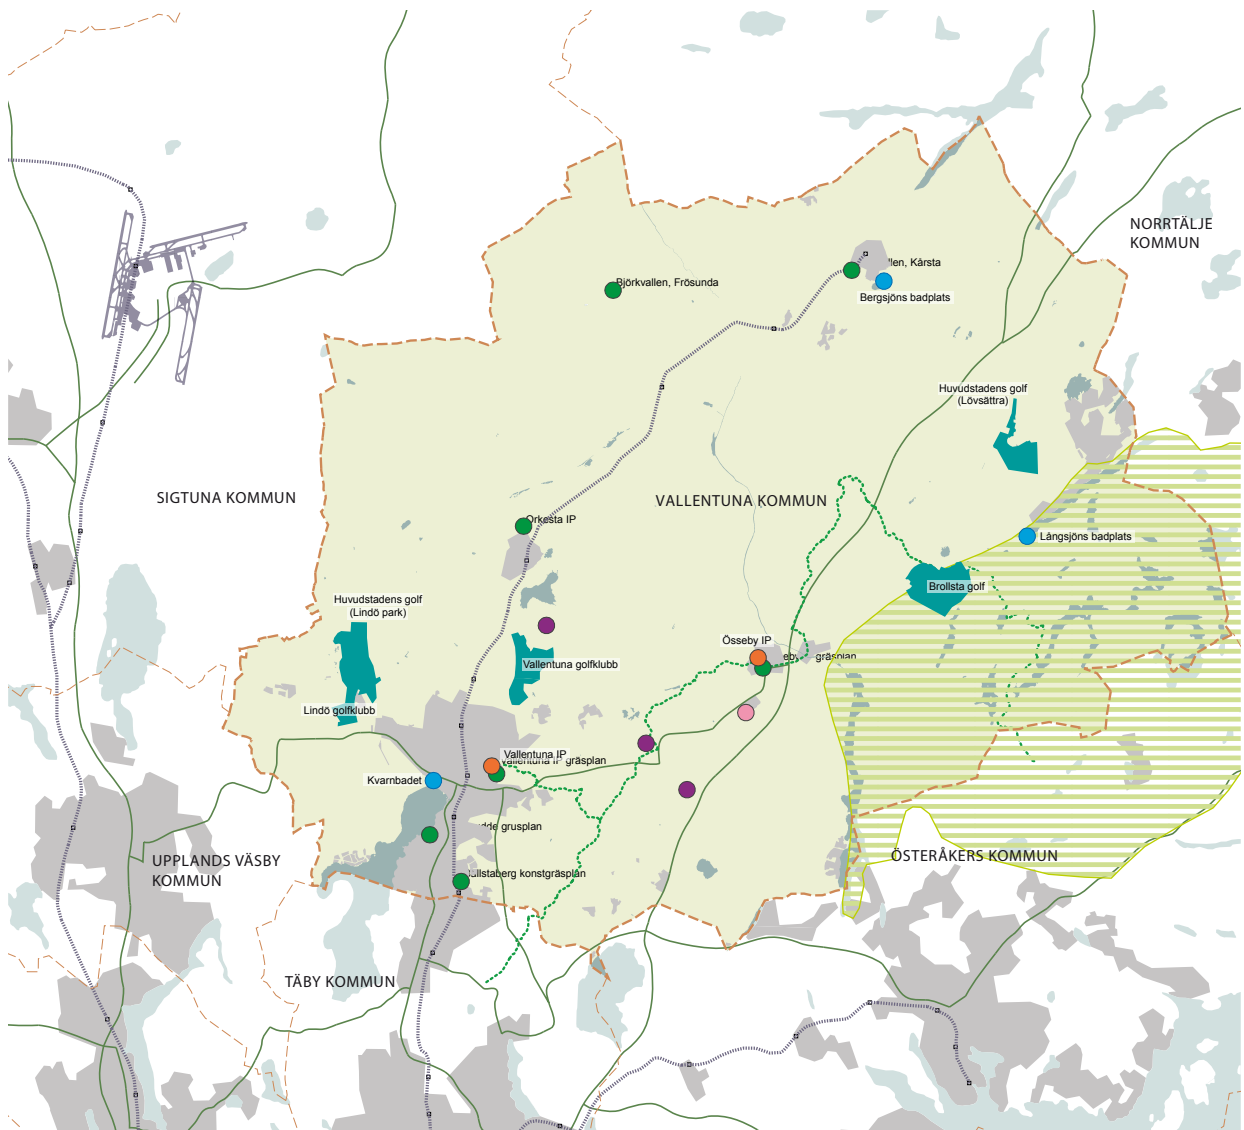 NORRTÄLJE
KOMMUN
Kårsta
Björkvallen, Frösunda
Bergsjöns badplats
Huvudstadens golf
(Lövsättra)
SIGTUNA KOMMUN
VALLENTUNA KOMMUN
Orkesta IP
Långsjöns badplats
Brollsta golf
Huvudstadens golf
(Lindö park)
Össeby IP
gräsplan
Vallentuna golfklubb
Lindö golfklubb
Vallentuna IP
Vallentuna IP gräsplan
Kvarnbadet
grusplan
UPPLANDS VÄSBY
KOMMUN
ÖSTERÅKERS KOMMUN
konstgräsplan
TÄBY KOMMUN